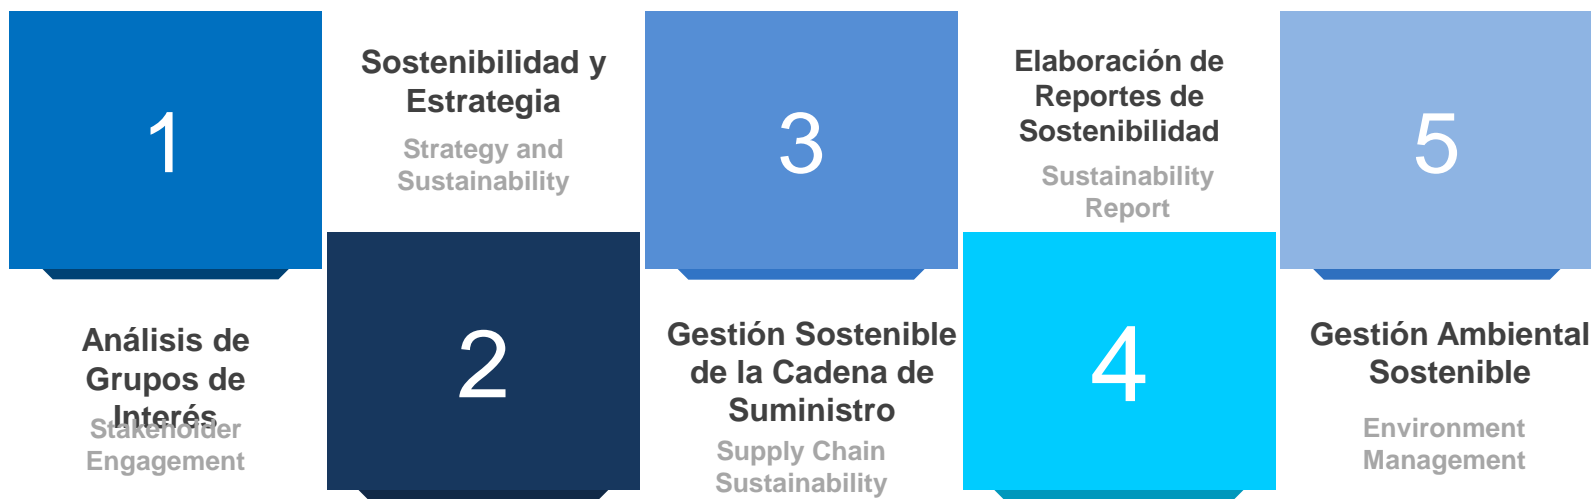 1
Análisis de
Grupos de
Interés
Stakeholder
Engagement
Sostenibilidad y
Estrategia
Strategy and
Sustainability
2
3
Gestión Sostenible
de la Cadena de
Suministro
Supply Chain
Sustainability
Elaboración de
Reportes de
Sostenibilidad
Sustainability
Report
4
5
Gestión Ambiental
Sostenible
Environment
Management